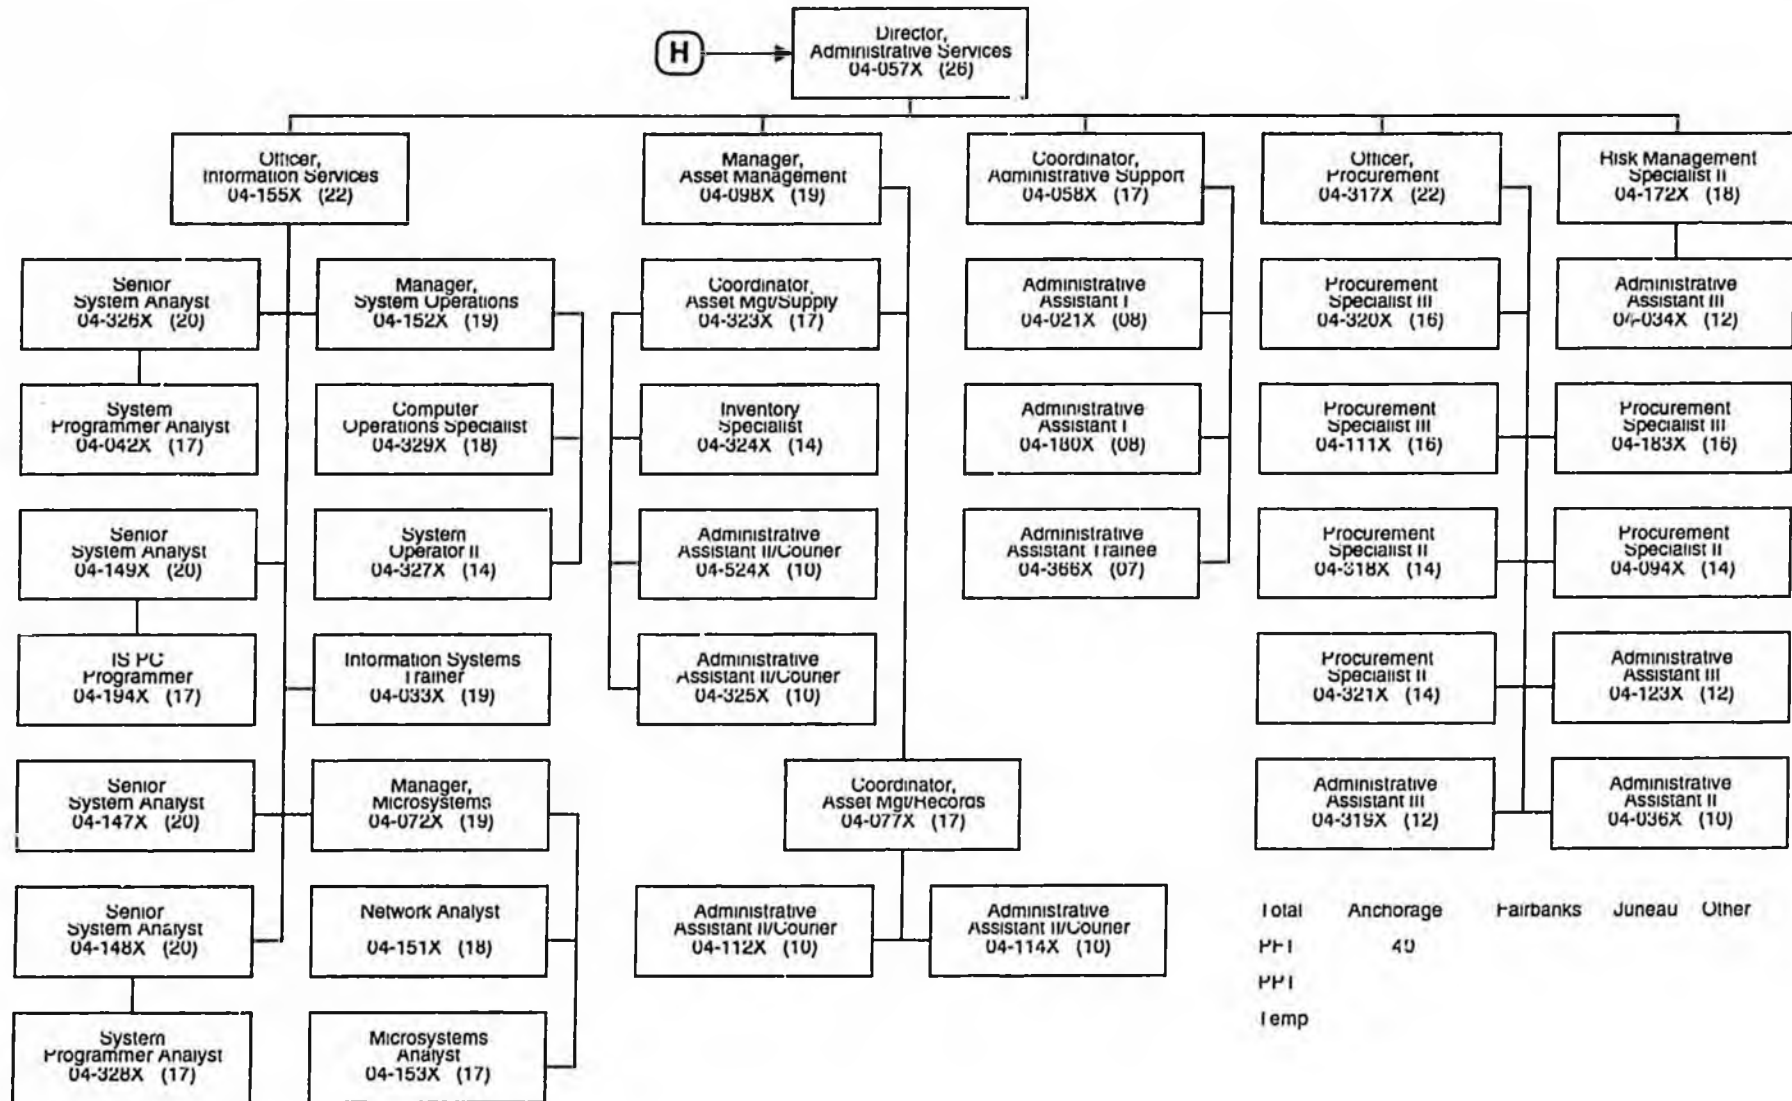 H
Director,
Administrative Services
04-057X (26)
Officer,
Information Services
04-155X (22)
Manager,
Asset Management
04-098X (19)
Coordinator,
Administrative Support
04-058X (17)
Officer,
Procurement
04-317X (22)
Risk Management
Specialist II
04-172X (18)
Senior
System Analyst
04-326X (20)
Manager,
System Operations
04-152X (19)
Coordinator,
Asset Mgt/Supply
04-323X (17)
Administrative
Assistant I
04-021X (08)
Procurement
Specialist III
04-320X (16)
Administrative
Assistant III
04-034X (12)
System
Programmer Analyst
04-042X (17)
Computer
Operations Specialist
04-329X (18)
Inventory
Specialist
04-324X (14)
Administrative
Assistant I
04-180X (08)
Procurement
Specialist III
04-111X (16)
Procurement
Specialist III
04-183X (16)
Senior
System Analyst
04-149X (20)
System
Operator II
04-327X (14)
Administrative
Assistant II/Courier
04-524X (10)
Administrative
Assistant Trainee
04-366X (07)
Procurement
Specialist II
04-318X (14)
Procurement
Specialist II
04-094X (14)
IS PC
Programmer
04-194X (17)
Information Systems
Trainer
04-033X (19)
Administrative
Assistant II/Courier
04-325X (10)
Procurement
Specialist II
04-321X (14)
Administrative
Assistant III
04-123X (12)
Senior
System Analyst
04-147X (20)
Manager,
Microsystems
04-072X (19)
Coordinator,
Asset Mgt/Records
04-077X (17)
Administrative
Assistant III
04-319X (12)
Administrative
Assistant II
04-036X (10)
Senior
System Analyst
04-148X (20)
Network Analyst
04-151X (18)
Administrative
Assistant II/Courier
04-112X (10)
Administrative
Assistant II/Courier
04-114X (10)
System
Programmer Analyst
04-328X (17)
Microsystems
Analyst
04-153X (17)
Total Anchorage Fairbanks Juneau Other
PFT 40
PPT
Temp